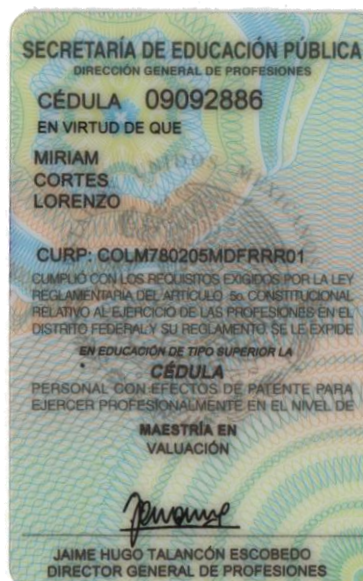 SECRETARÍA DE EDUCACIÓN PÚBLICA
DIRECCIÓN GENERAL DE PROFESIONES
CÉDULA 09092886
EN VIRTUD DE QUE
MIRIAM
CORTES
LORENZO
UNIDOS MEXICANOS
CURP: COLM780205MDFRRR01
CUMPLIÓ CON LOS REQUISITOS EXIGIDOS POR LA LEY
REGLAMENTARIA DEL ARTÍCULO 5o. CONSTITUCIONAL
RELATIVO AL EJERCICIO DE LAS PROFESIONES EN EL
DISTRITO FEDERAL Y SU REGLAMENTO SE LE EXPIDE
EN EDUCACIÓN DE TIPO SUPERIOR LA
CÉDULA
PERSONAL CON EFECTOS DE PATENTE PARA
EJERCER PROFESIONALMENTE EN EL NIVEL DE
MAESTRÍA EN
VALUACIÓN
JAIME HUGO TALANCÓN ESCOBEDO
DIRECTOR GENERAL DE PROFESIONES